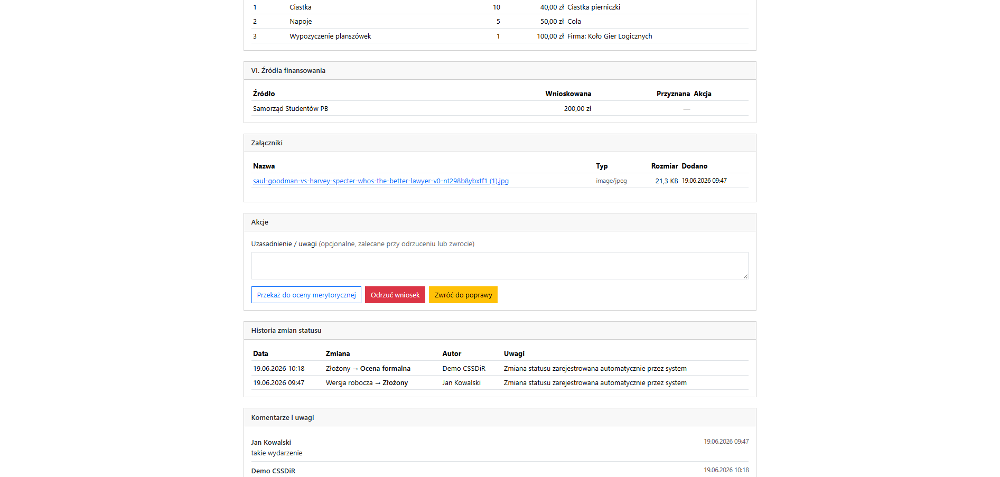 1 Ciastka 10 40,00 zł Ciastka pierniczki
2 Napoje 5 50,00 zł Cola
3 Wypożyczenie planszówek 1 100,00 zł Firma: Koło Gier Logicznych
VI. Źródła finansowania
Źródło Wnioskowana Przyznana Akcja
Samorząd Studentów PB 200,00 zł —
Załączniki
Nazwa Typ Rozmiar Dodano
saul-goodman-vs-harvey-specter-whos-the-better-lawyer-v0-nt298b8ybxtf1 (1).jpg image/jpeg 21,3 KB 19.06.2026 09:47
Akcje
Uzasadnienie / uwagi (opcjonalne, zalecane przy odrzuceniu lub zwrocie)
Przekaż do oceny merytorycznej Odrzuć wniosek Zwróć do poprawy
Historia zmian statusu
Data Zmiana Autor Uwagi
19.06.2026 10:18 Złożony → Ocena formalna Demo CSSDiR Zmiana statusu zarejestrowana automatycznie przez system
19.06.2026 09:47 Wersja robocza → Złożony Jan Kowalski Zmiana statusu zarejestrowana automatycznie przez system
Komentarze i uwagi
Jan Kowalski 19.06.2026 09:47
takie wydarzenie
Demo CSSDiR 19.06.2026 10:18